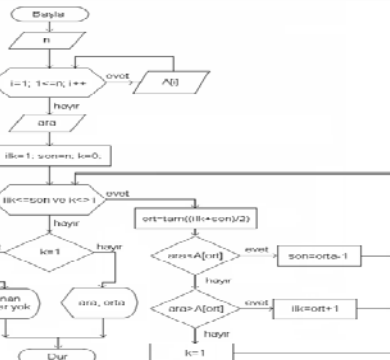 Başla
n
i=1; 1<=n; i++
evet
A[i]
hayır
ara
ilk=1, son=n, k=0,
ilk<=son ve k<>1
evet
hayır
ort=tam((ilk+son)/2)
k=1
hayır
ara<A[ort]
evet
son=orta-1
hayır
ara, orta
ara>A[ort]
evet
ilk=ort+1
hayır
k=1
Dur